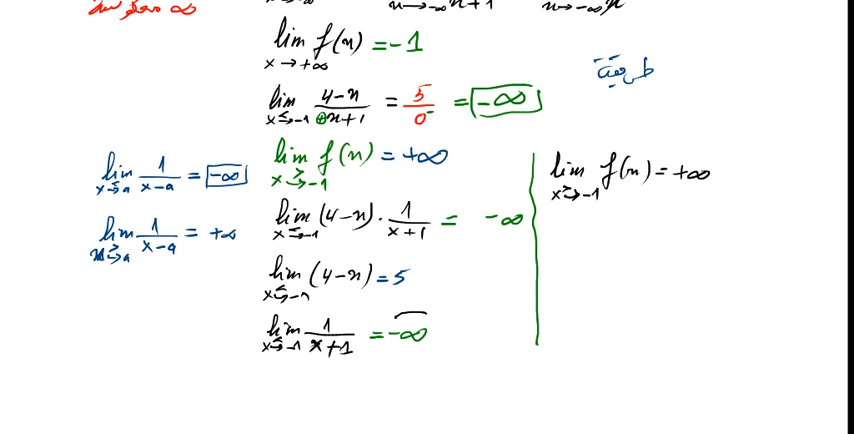 lim f(x) = -1
x→+∞
طريقة
lim (4-x)/(x+1) = 5/0⁻ = -∞
x→< -1
lim f(x) = +∞
x→> -1
lim f(x) = +∞
x→> -1
lim 1/(x-a) = -∞
x→< a
lim (4-x) · 1/(x+1) = -∞
x→< -1
lim 1/(x-a) = +∞
x→> a
lim (4-x) = 5
x→< -1
lim 1/(x+1) = -∞
x→< -1